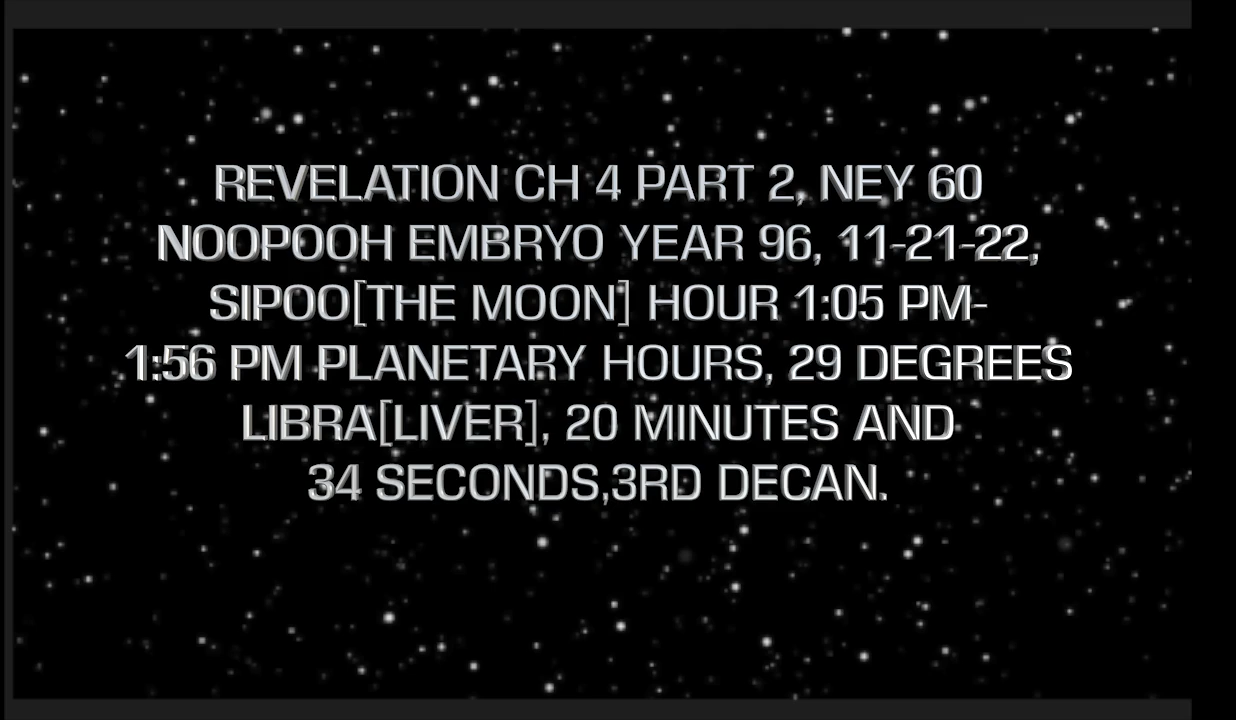 REVELATION CH 4 PART 2, NEY 60
NOOPOOH EMBRYO YEAR 96, 11-21-22,
SIPOO[THE MOON] HOUR 1:05 PM-
1:56 PM PLANETARY HOURS, 29 DEGREES
LIBRA[LIVER], 20 MINUTES AND
34 SECONDS,3RD DECAN.